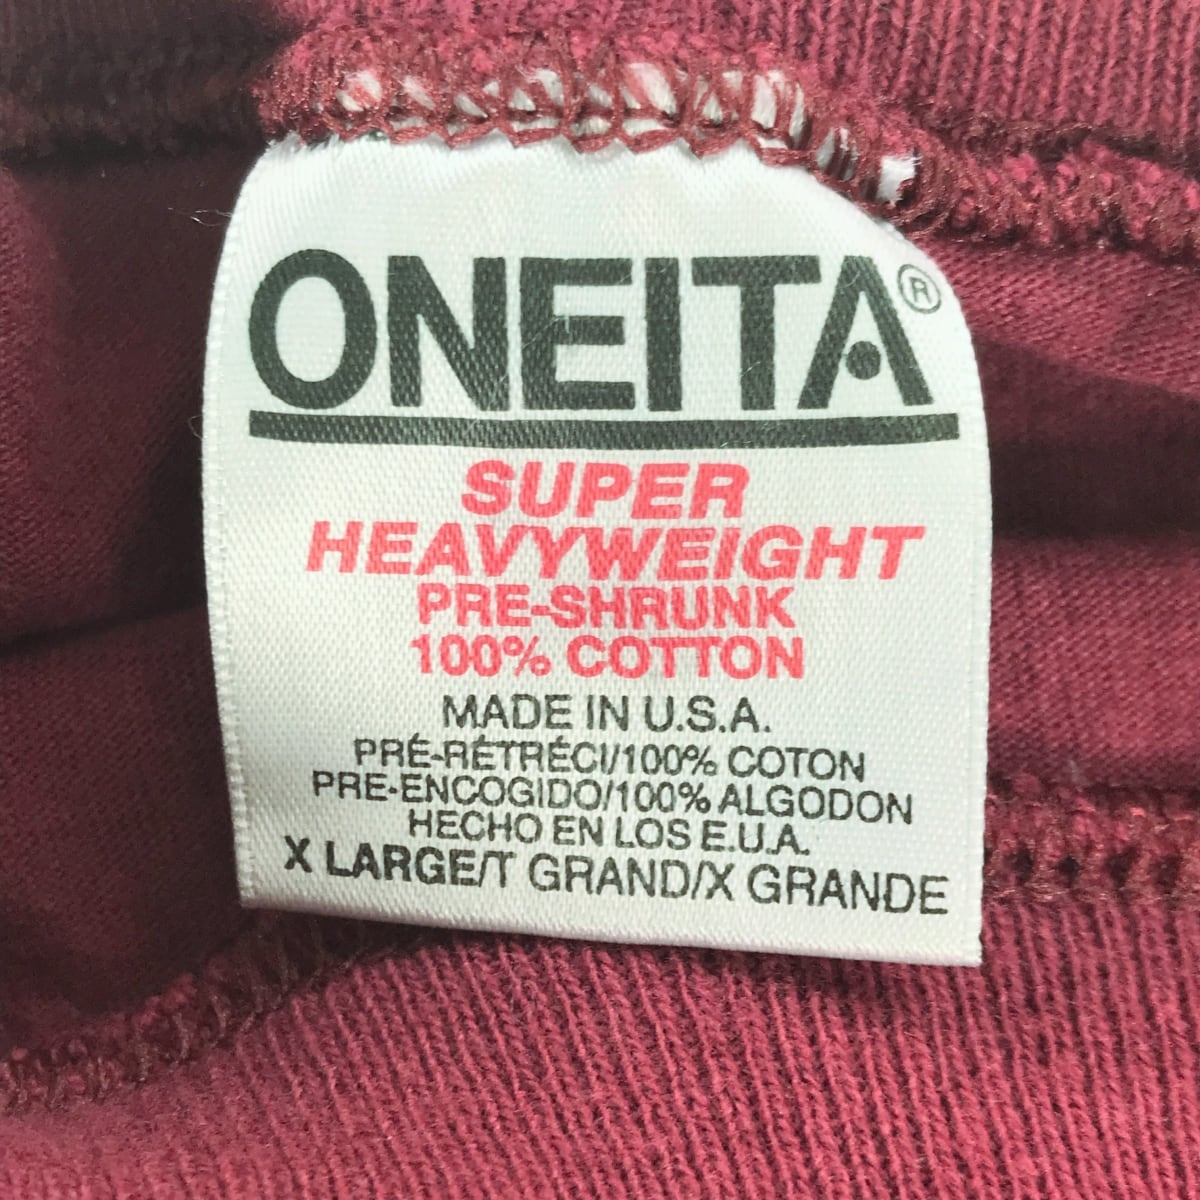 ONEITA®
SUPER
HEAVYWEIGHT
PRE-SHRUNK
100% COTTON
MADE IN U.S.A.
PRÉ-RÉTRÉCI/100% COTON
PRE-ENCOGIDO/100% ALGODON
HECHO EN LOS E.U.A.
X LARGE/T GRAND/X GRANDE